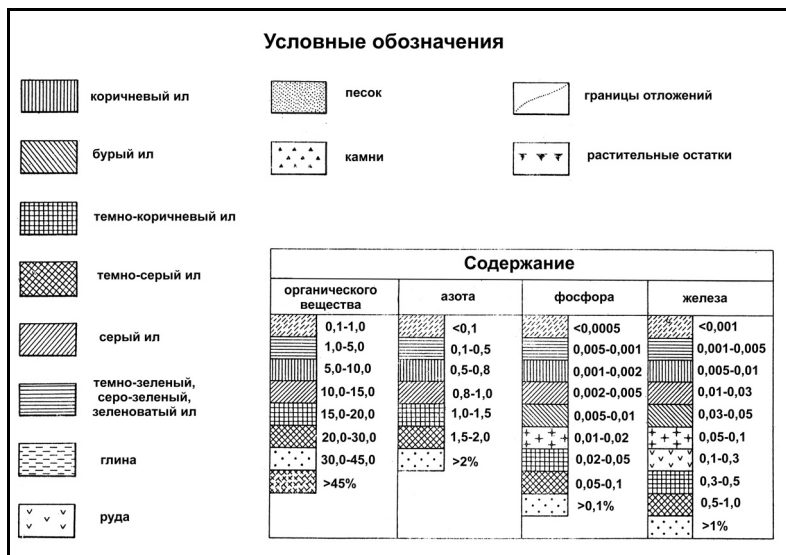 Условные обозначения
коричневый ил
песок
границы отложений
бурый ил
камни
растительные остатки
темно-коричневый ил
темно-серый ил
серый ил
темно-зеленый,
серо-зеленый,
зеленоватый ил
глина
руда
Содержание
органического
вещества
азота
фосфора
железа
0,1-1,0
<0,1
<0,0005
<0,001
1,0-5,0
0,1-0,5
0,005-0,001
0,001-0,005
5,0-10,0
0,5-0,8
0,001-0,002
0,005-0,01
10,0-15,0
0,8-1,0
0,002-0,005
0,01-0,03
15,0-20,0
1,0-1,5
0,005-0,01
0,03-0,05
20,0-30,0
1,5-2,0
0,01-0,02
0,05-0,1
30,0-45,0
>2%
0,02-0,05
0,1-0,3
>45%
0,05-0,1
0,3-0,5
>0,1%
0,5-1,0
>1%